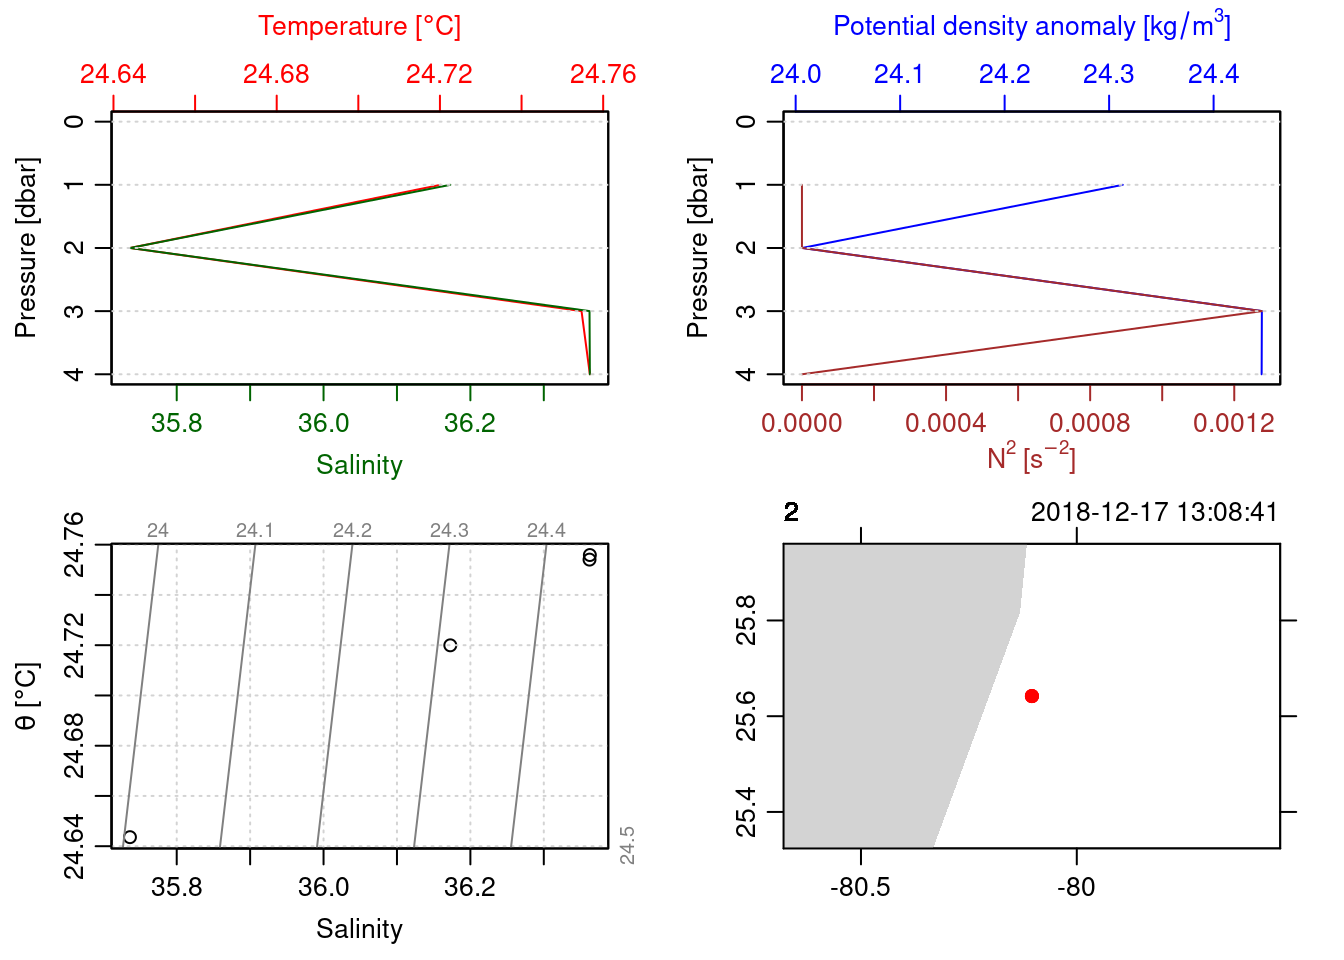 Temperature [°C]
24.64 24.68 24.72 24.76
Pressure [dbar]
0
1
2
3
4
35.8 36.0 36.2
Salinity
Potential density anomaly [kg/m³]
24.0 24.1 24.2 24.3 24.4
Pressure [dbar]
0
1
2
3
4
0.0000 0.0004 0.0008 0.0012
N² [s⁻²]
24 24.1 24.2 24.3 24.4
24.5
θ [°C]
24.76
24.72
24.68
24.64
35.8 36.0 36.2
Salinity
2 2018-12-17 13:08:41
25.8
25.6
25.4
-80.5 -80